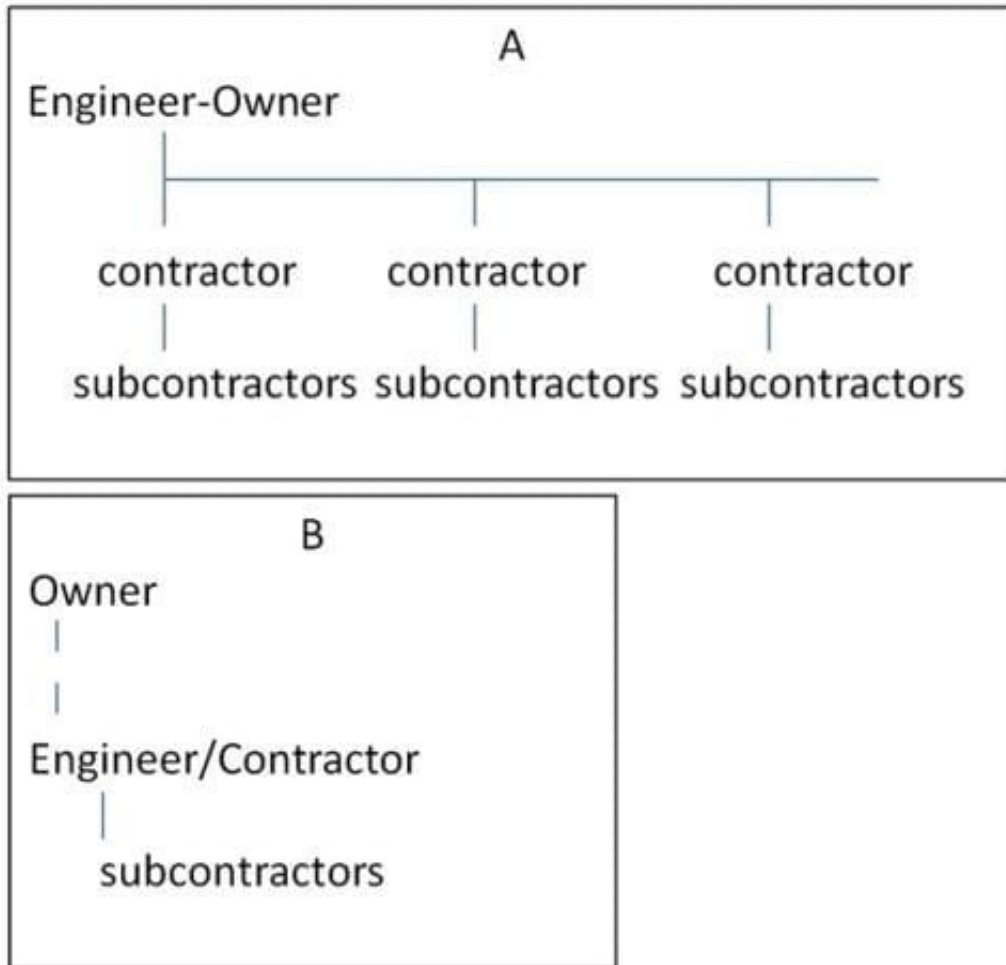 A
Engineer-Owner
contractor contractor contractor
subcontractors subcontractors subcontractors
B
Owner
Engineer/Contractor
subcontractors